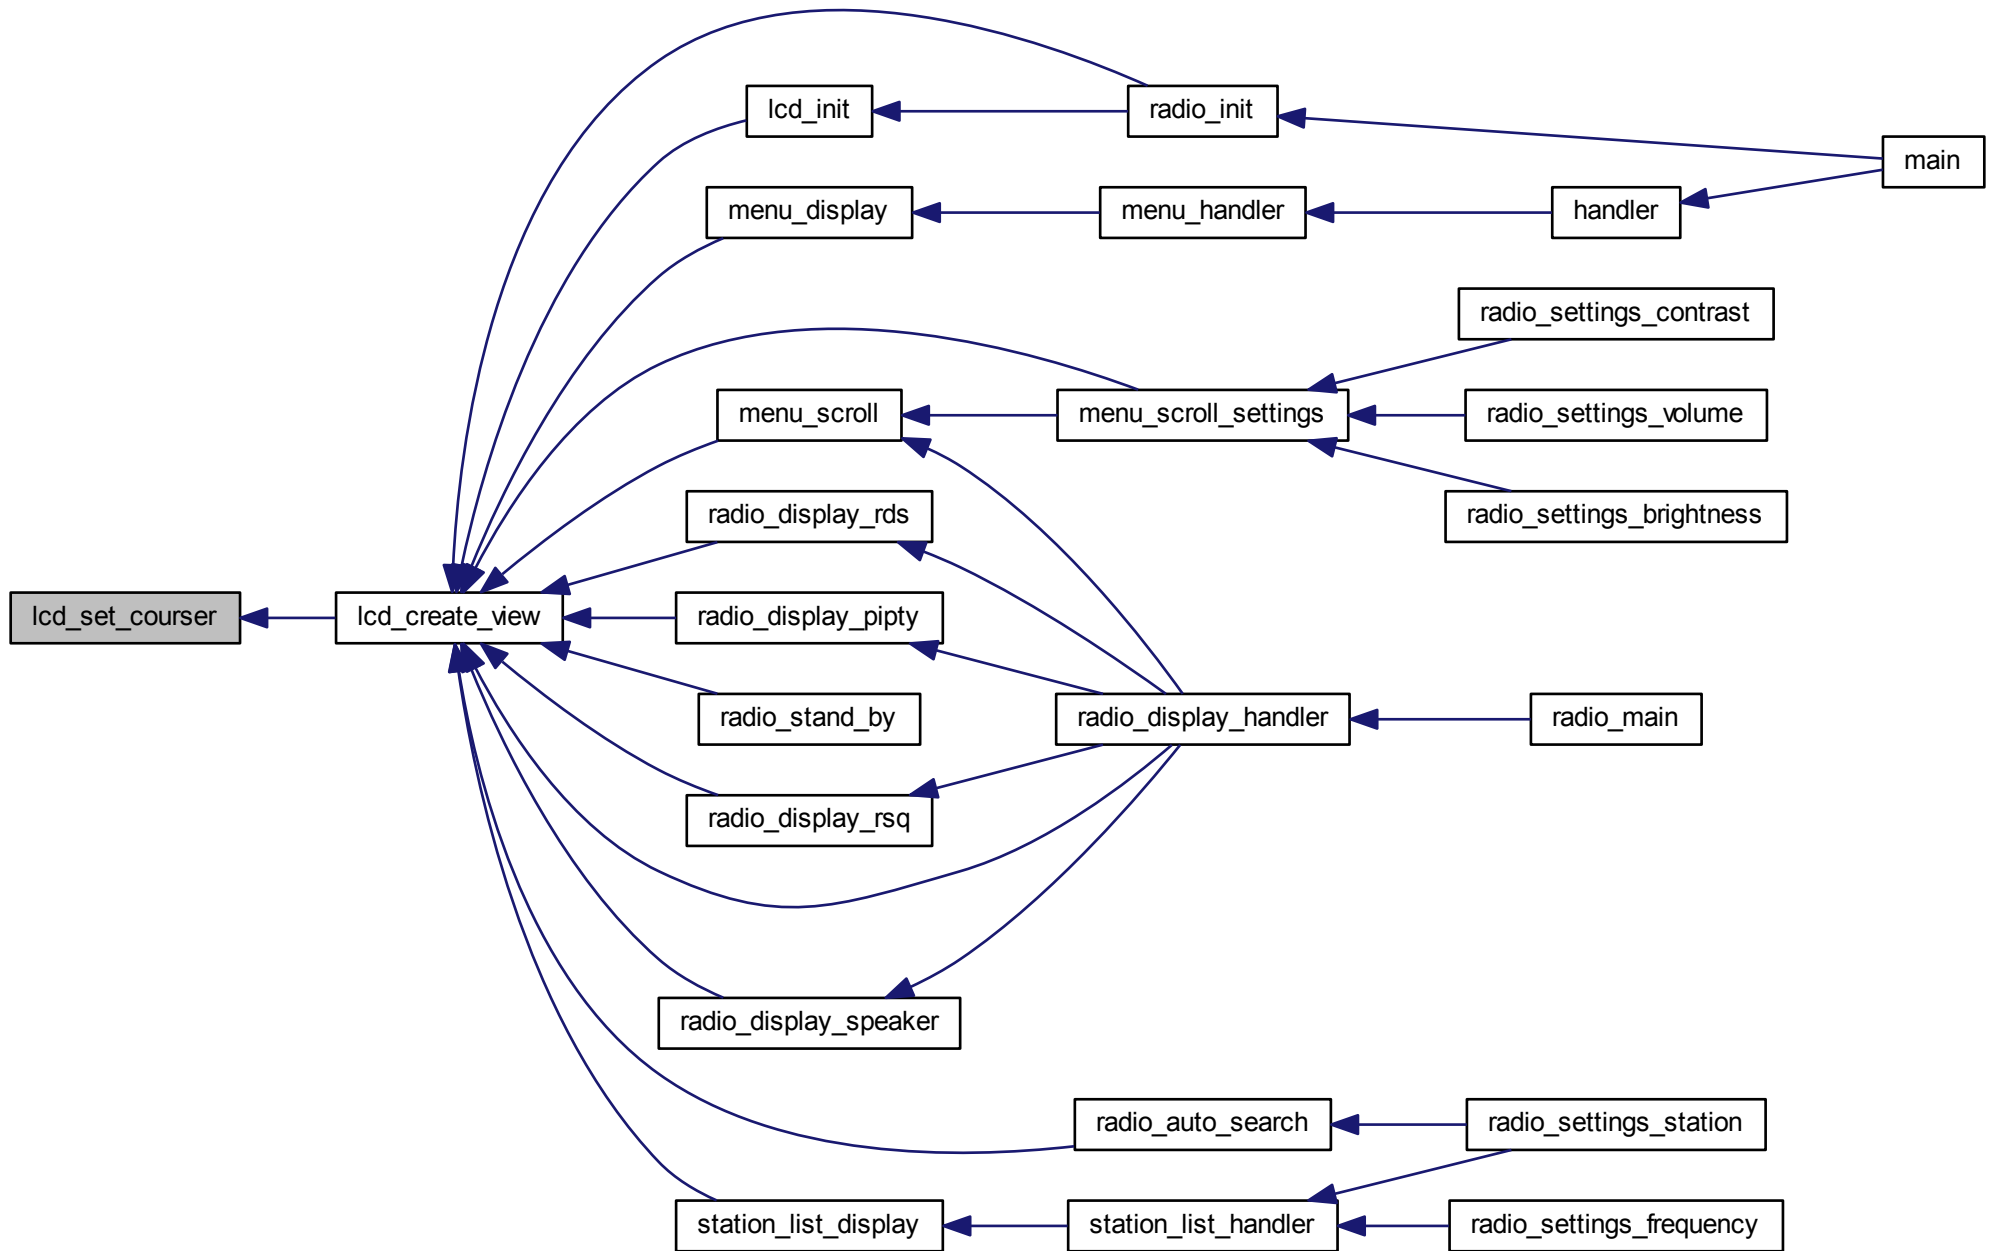 lcd_init
radio_init
main
menu_display
menu_handler
handler
radio_settings_contrast
menu_scroll
menu_scroll_settings
radio_settings_volume
radio_display_rds
radio_settings_brightness
lcd_set_courser
lcd_create_view
radio_display_pipty
radio_stand_by
radio_display_handler
radio_main
radio_display_rsq
radio_display_speaker
radio_auto_search
radio_settings_station
station_list_display
station_list_handler
radio_settings_frequency